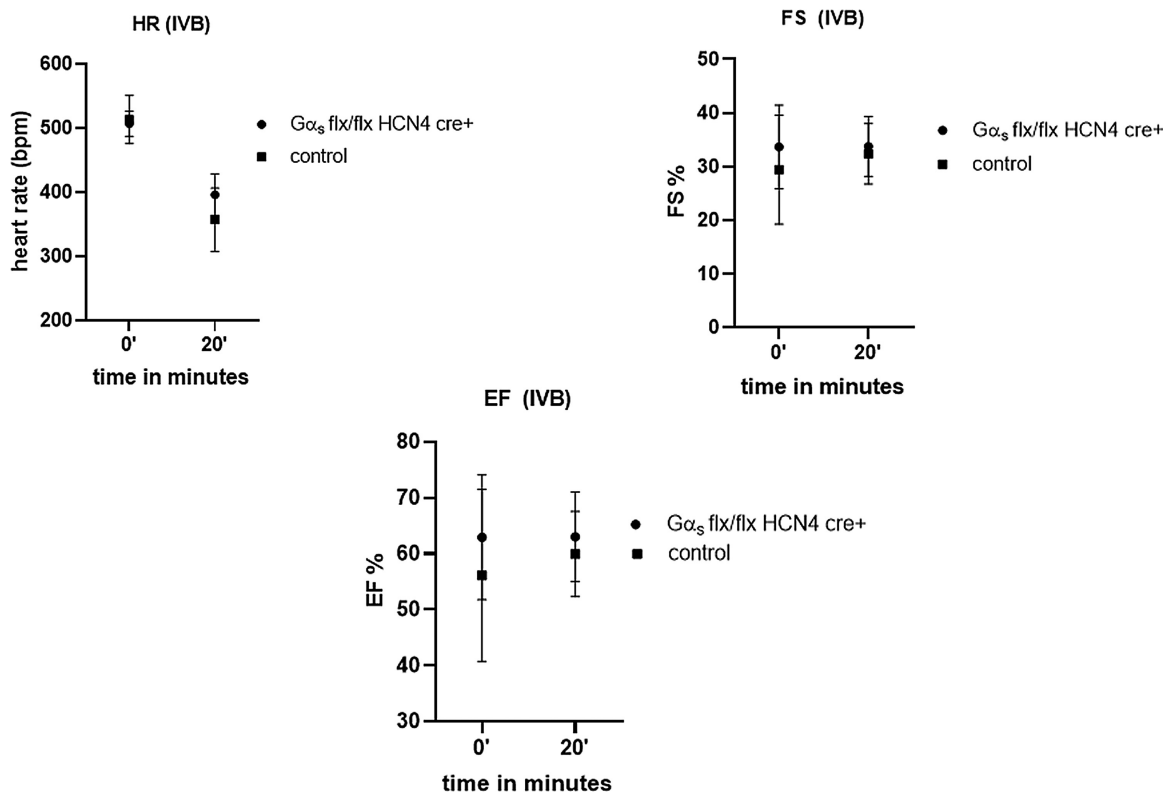 HR (IVB)
600
500
400
300
200
heart rate (bpm)
0'
20'
time in minutes
Gαs flx/flx HCN4 cre+
control
FS (IVB)
50
40
30
20
10
0
FS %
0'
20'
time in minutes
Gαs flx/flx HCN4 cre+
control
EF (IVB)
80
70
60
50
40
30
EF %
0'
20'
time in minutes
Gαs flx/flx HCN4 cre+
control